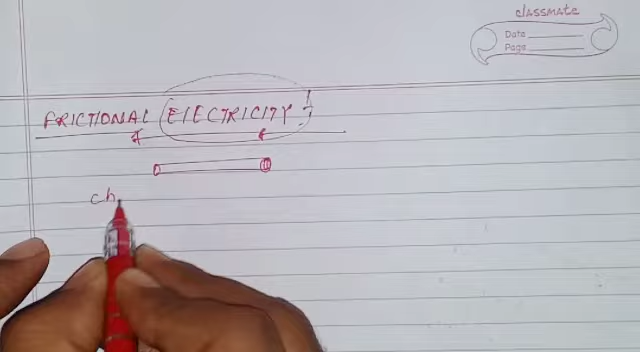 classmate
Date
Page
FRICTIONAL ELECTRICITY :-
ch